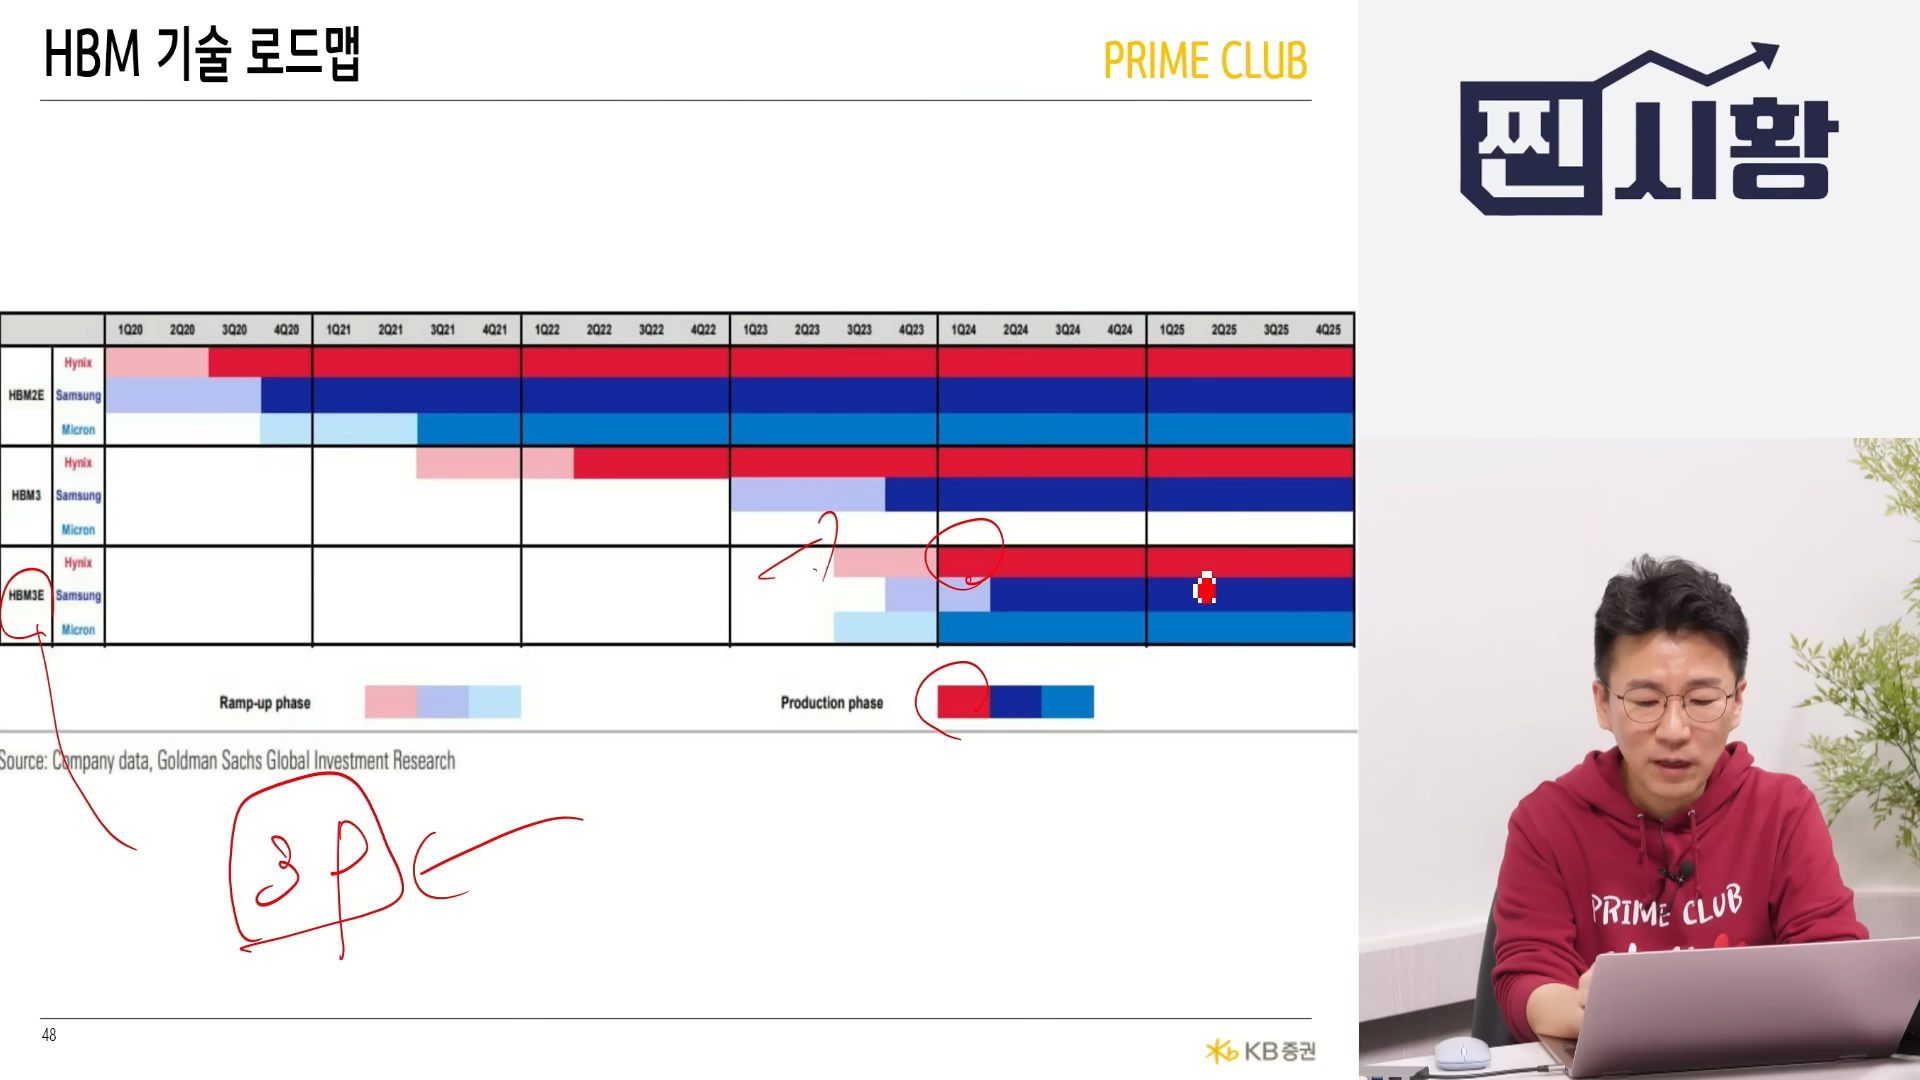 HBM 기술 로드맵
PRIME CLUB
찐시황
1Q20 2Q20 3Q20 4Q20 1Q21 2Q21 3Q21 4Q21 1Q22 2Q22 3Q22 4Q22 1Q23 2Q23 3Q23 4Q23 1Q24 2Q24 3Q24 4Q24 1Q25 2Q25 3Q25 4Q25
HBM2E
Hynix
Samsung
Micron
HBM3
Hynix
Samsung
Micron
HBM3E
Hynix
Samsung
Micron
Ramp-up phase
Production phase
Source: Company data, Goldman Sachs Global Investment Research
3P
48
KB증권
PRIME CLUB